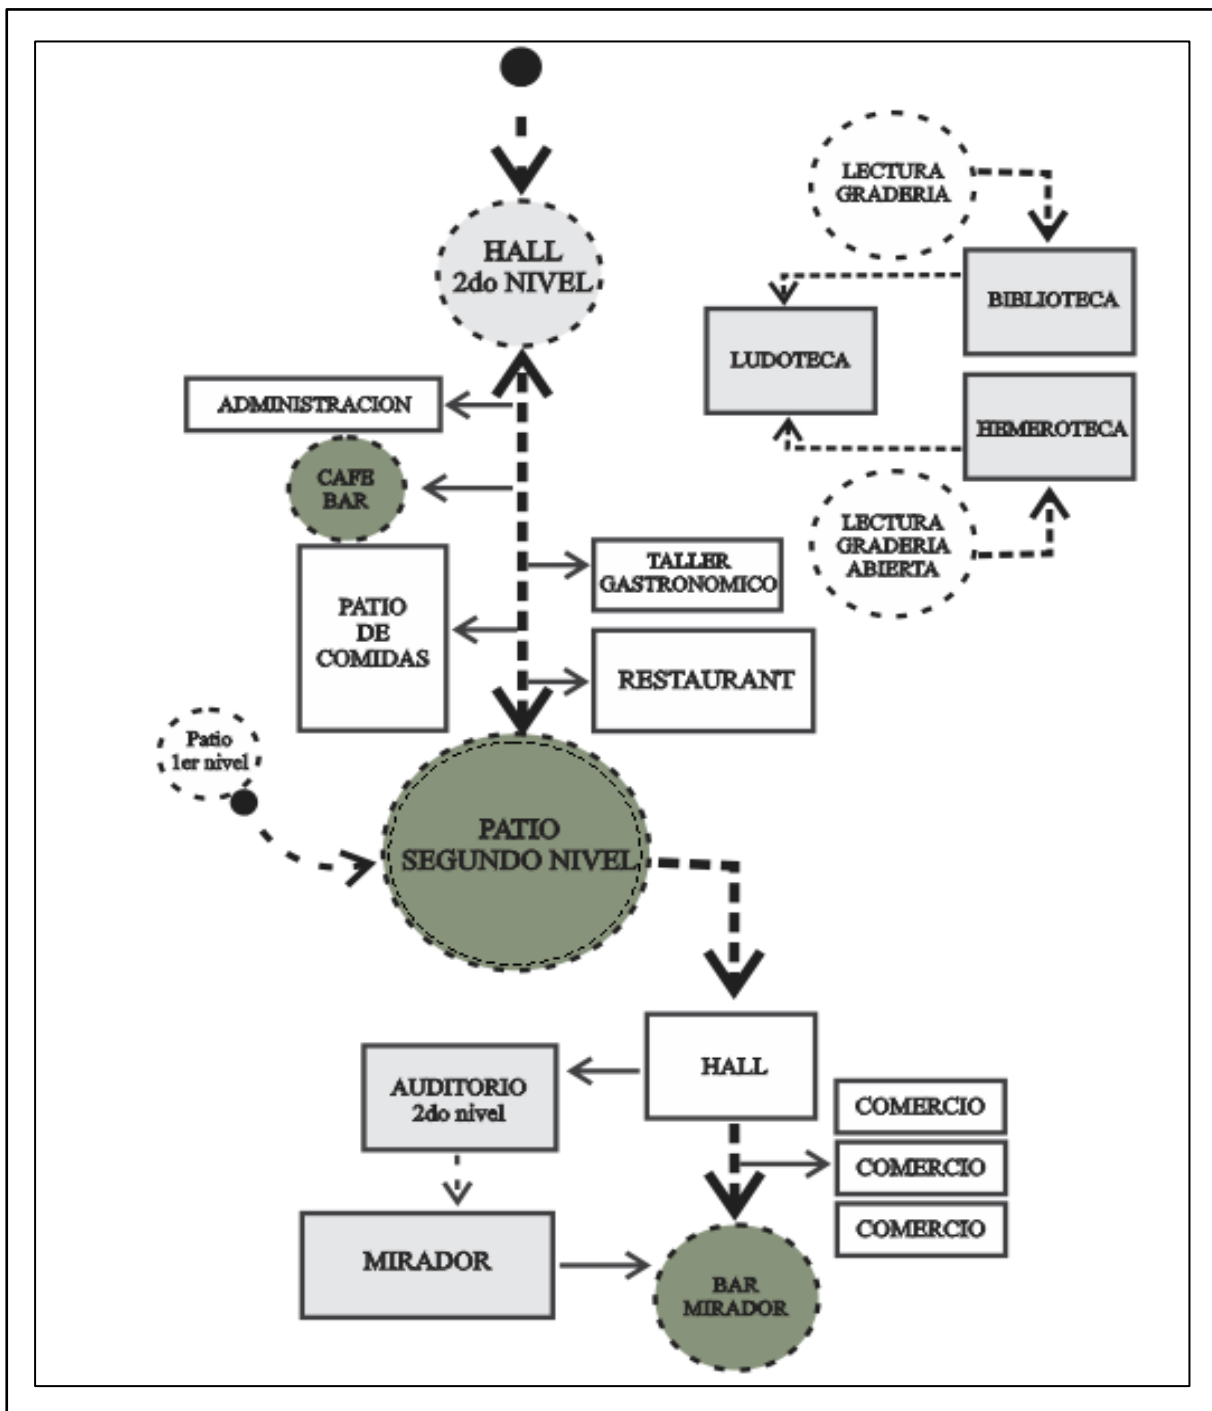 LECTURA
GRADERIA
HALL
2do NIVEL
BIBLIOTECA
LUDOTECA
ADMINISTRACION
HEMEROTECA
CAFE
BAR
LECTURA
GRADERIA
ABIERTA
TALLER
GASTRONOMICO
PATIO
DE
COMIDAS
RESTAURANT
Patio
1er nivel
PATIO
SEGUNDO NIVEL
HALL
AUDITORIO
2do nivel
COMERCIO
COMERCIO
COMERCIO
MIRADOR
BAR
MIRADOR